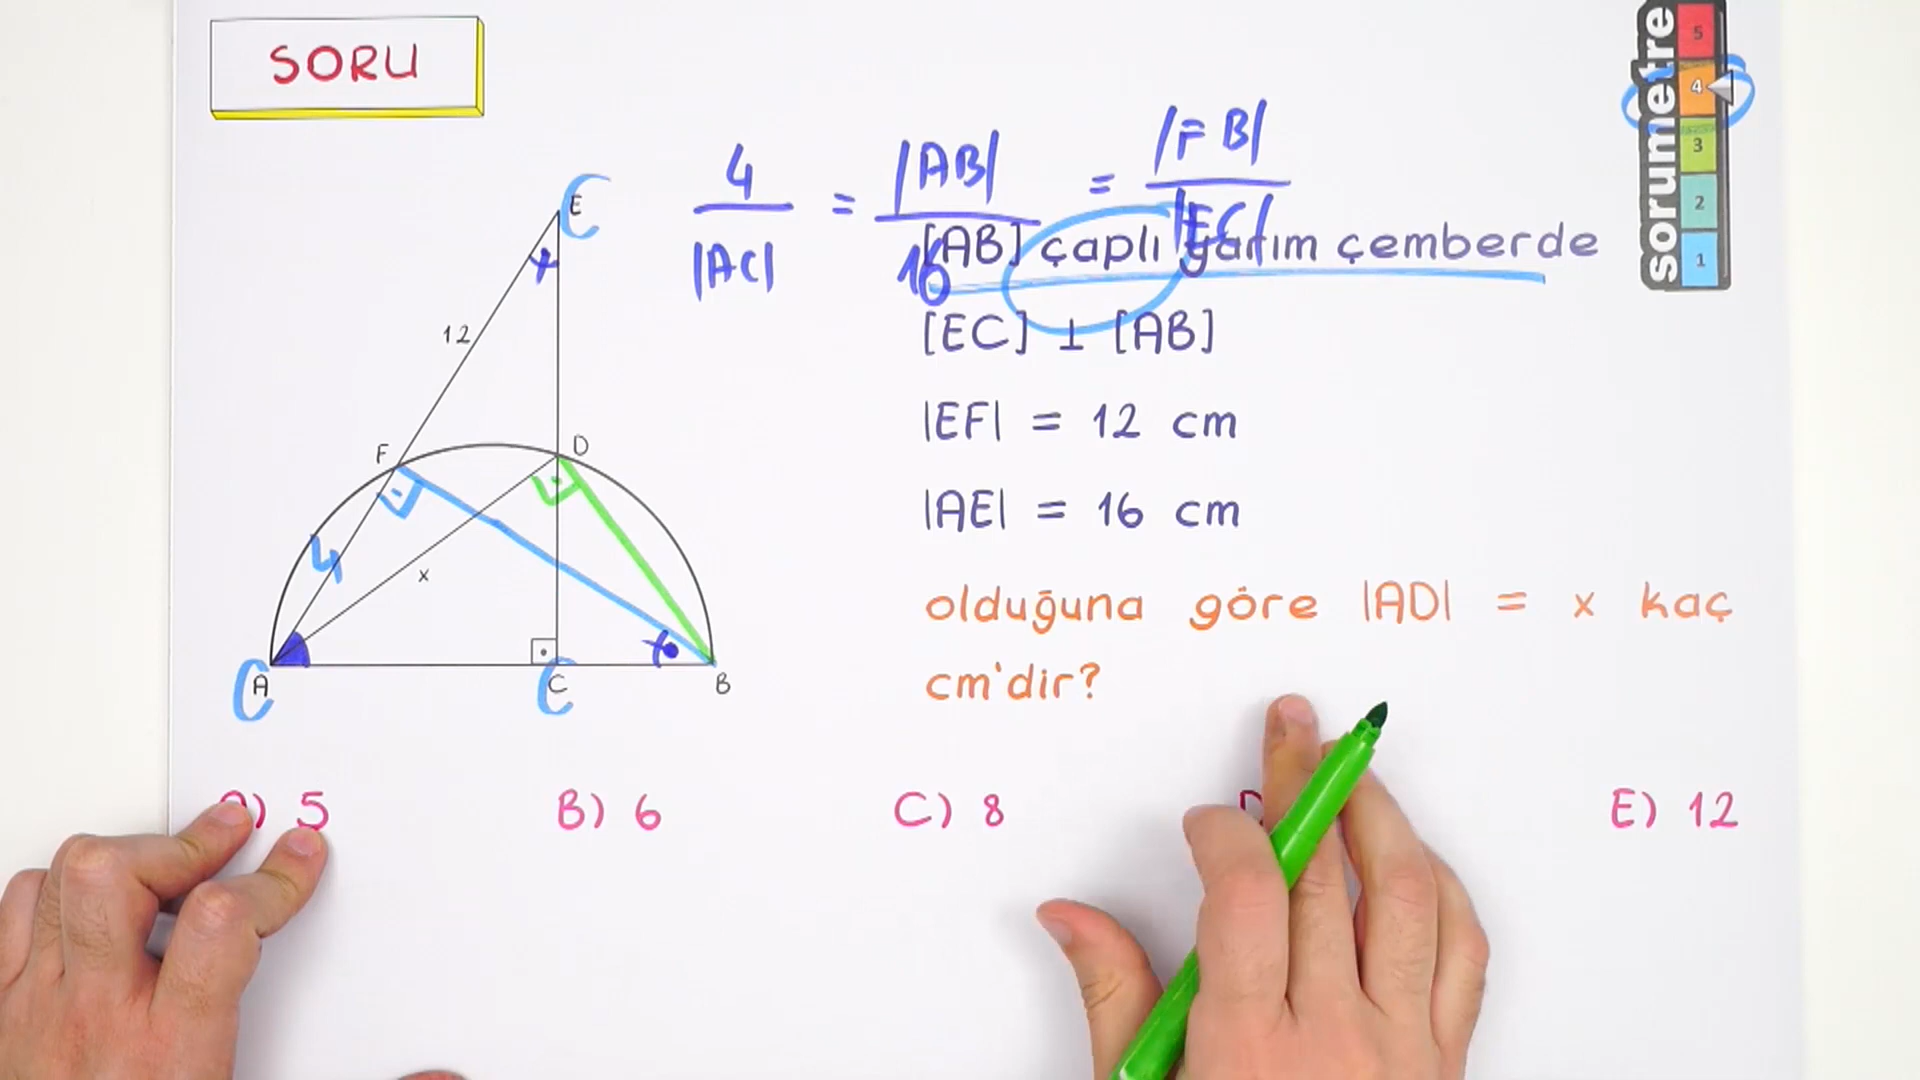 SORU
sorumetre
5
4
3
2
1
4 / |AC| = |AB| / 16 = |FB| / |EC|
[AB] çaplı yarım çemberde
[EC] ⊥ [AB]
|EF| = 12 cm
|AE| = 16 cm
olduğuna göre |AD| = x kaç
cm'dir?
E
x
12
F
D
4
x
x
A
C
B
A) 5
B) 6
C) 8
E) 12